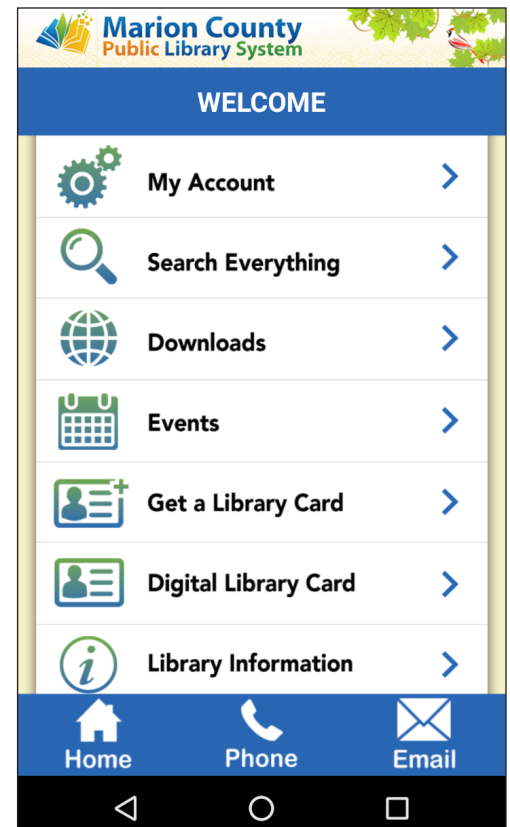 Marion County
Public Library System
WELCOME
My Account
Search Everything
Downloads
Events
Get a Library Card
Digital Library Card
Library Information
Home Phone Email